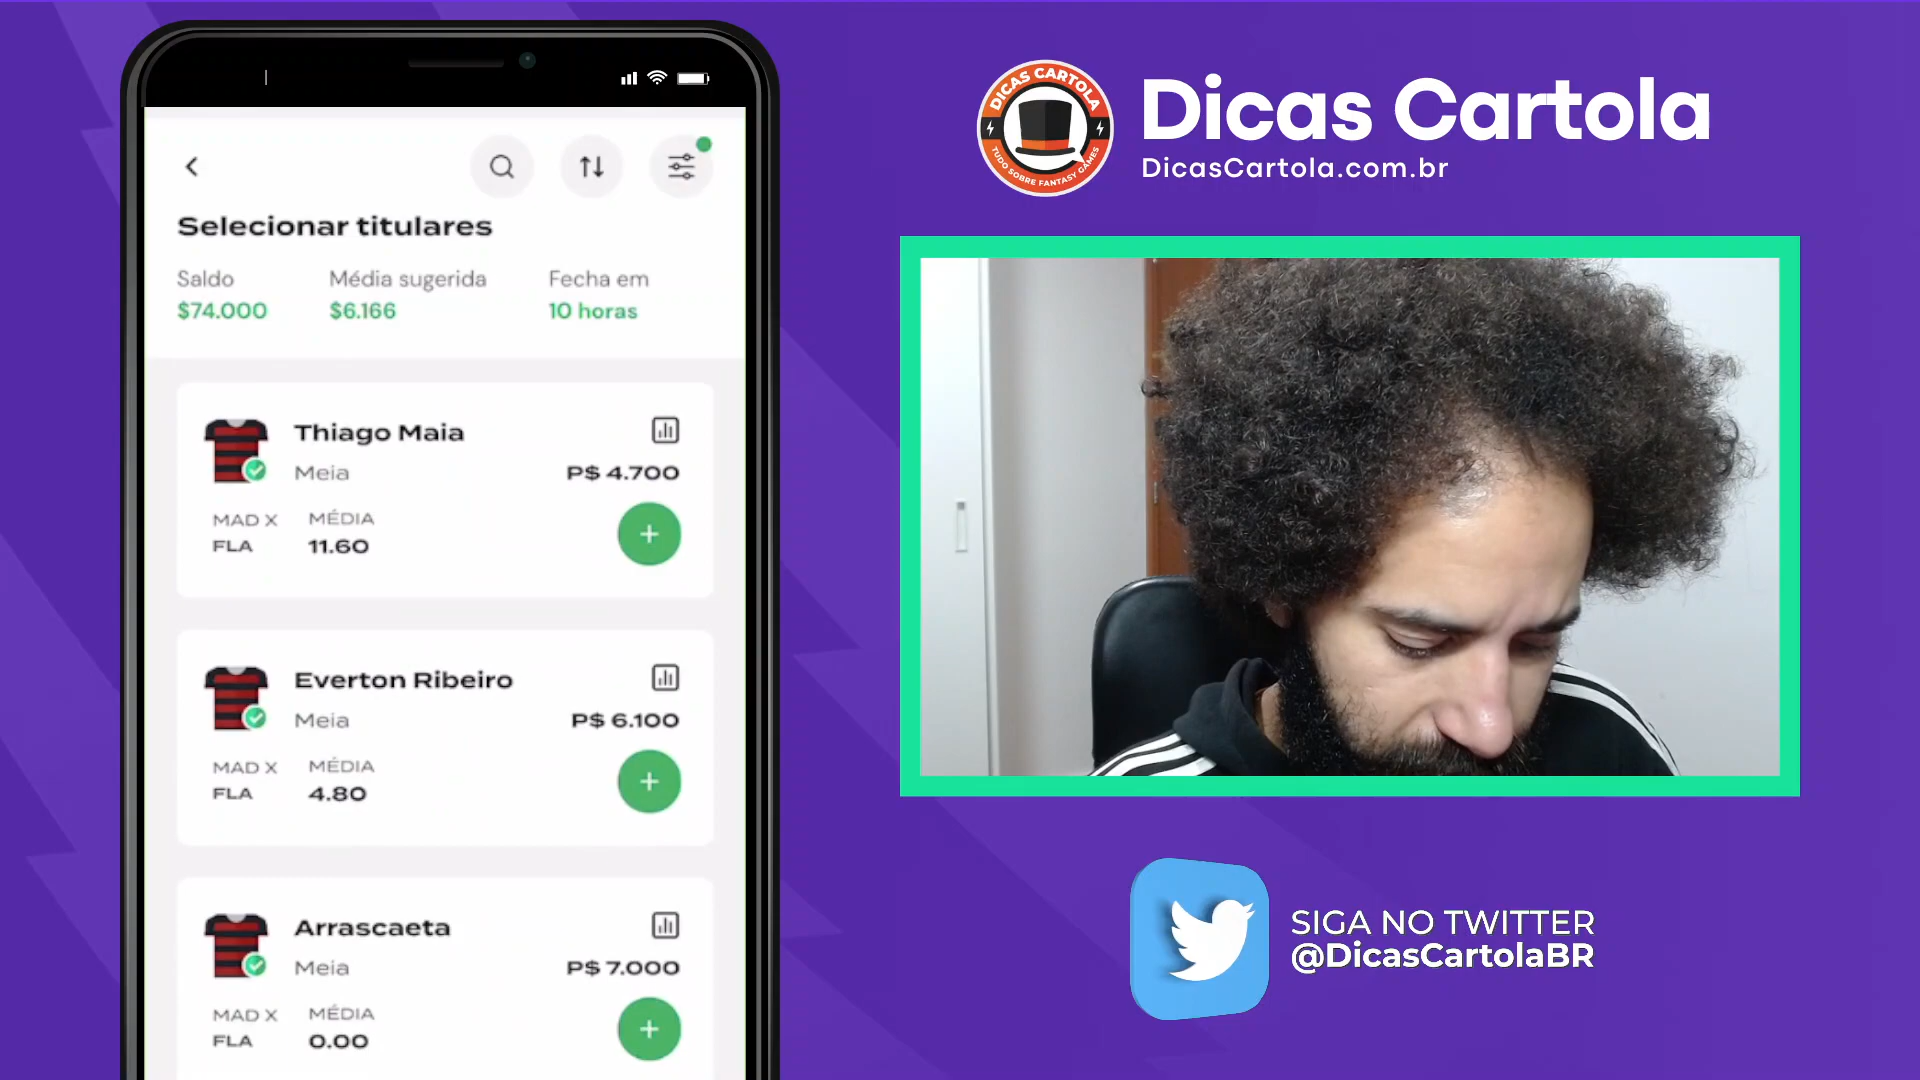 Selecionar titulares
Saldo
Média sugerida
Fecha em
$74.000
$6.166
10 horas
Thiago Maia
Meia
P$ 4.700
MAD X
FLA
MÉDIA
11.60
Everton Ribeiro
Meia
P$ 6.100
MAD X
FLA
MÉDIA
4.80
Arrascaeta
Meia
P$ 7.000
MAD X
FLA
MÉDIA
0.00
DICAS CARTOLA
TUDO SOBRE FANTASY GAMES
Dicas Cartola
DicasCartola.com.br
SIGA NO TWITTER
@DicasCartolaBR